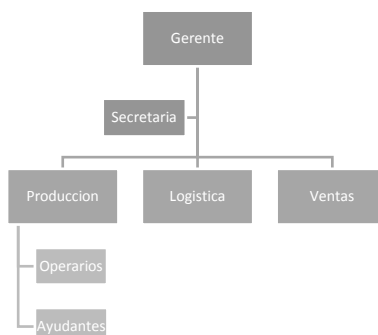 Gerente
Secretaria
Produccion
Logistica
Ventas
Operarios
Ayudantes